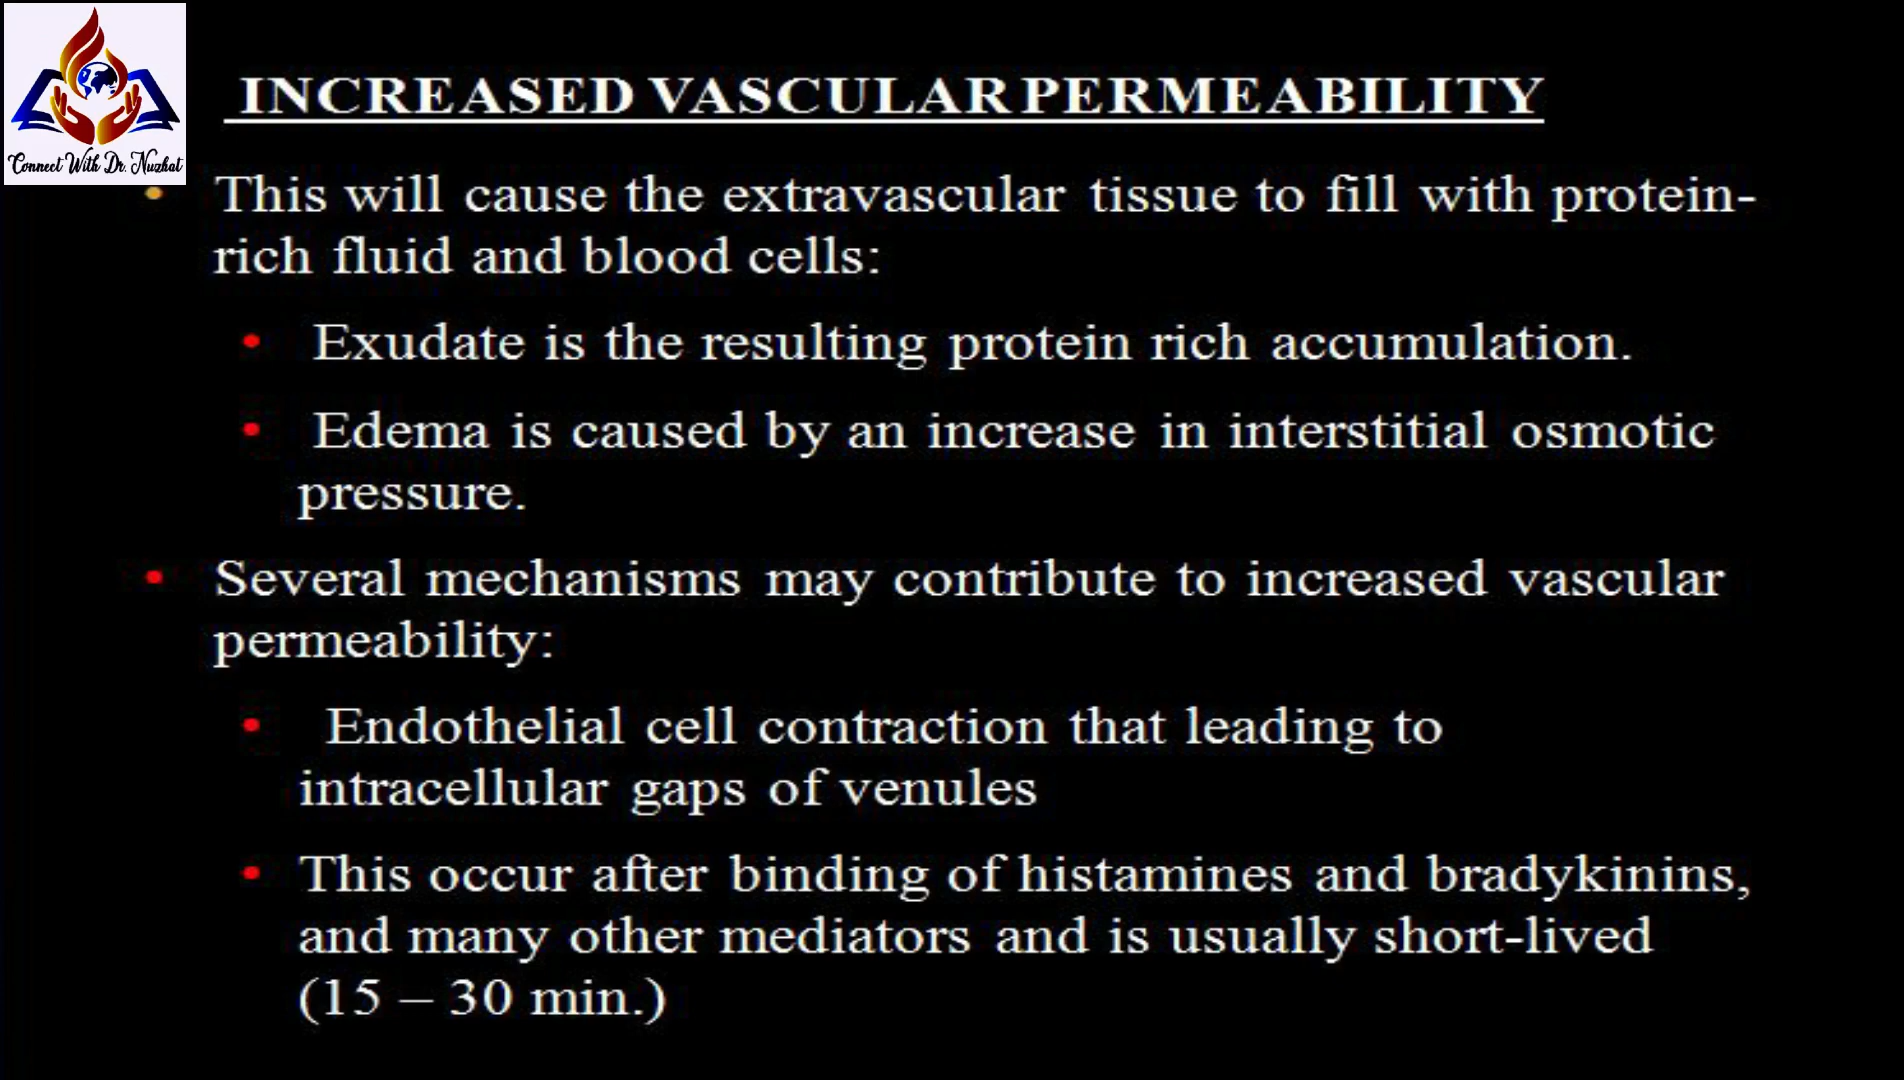 Connect With Dr. Nuzhat
INCREASED VASCULAR PERMEABILITY
This will cause the extravascular tissue to fill with protein-
rich fluid and blood cells:
Exudate is the resulting protein rich accumulation.
Edema is caused by an increase in interstitial osmotic
pressure.
Several mechanisms may contribute to increased vascular
permeability:
Endothelial cell contraction that leading to
intracellular gaps of venules
This occur after binding of histamines and bradykinins,
and many other mediators and is usually short-lived
(15 – 30 min.)